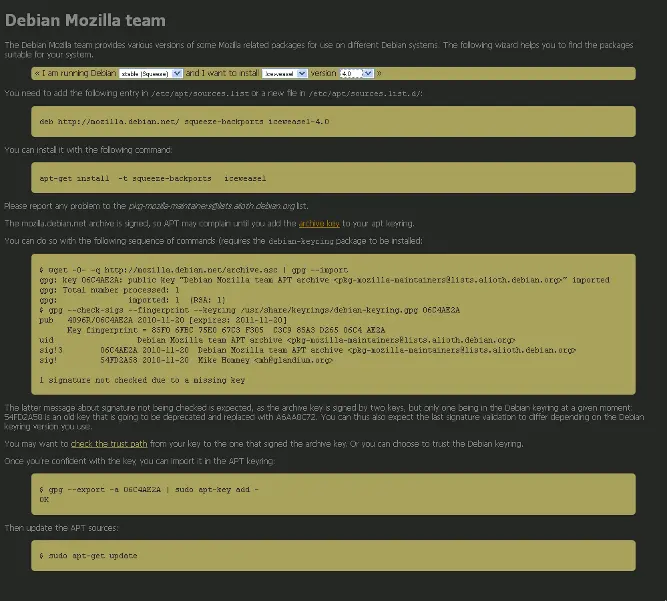 Debian Mozilla team
The Debian Mozilla team provides various versions of some Mozilla related packages for use on different Debian systems. The following wizard helps you to find the packages
suitable for your system.
« I am running Debian stable (Squeeze) and I want to install Iceweasel version 4.0 »
You need to add the following entry in /etc/apt/sources.list or a new file in /etc/apt/sources.list.d/:
deb http://mozilla.debian.net/ squeeze-backports iceweasel-4.0
You can install it with the following command:
apt-get install -t squeeze-backports iceweasel
Please report any problem to the pkg-mozilla-maintainers@lists.alioth.debian.org list.
The mozilla.debian.net archive is signed, so APT may complain until you add the archive key to your apt keyring.
You can do so with the following sequence of commands (requires the debian-keyring package to be installed:
$ wget -O- -q http://mozilla.debian.net/archive.asc | gpg --import
gpg: key 06C4AE2A: public key "Debian Mozilla team APT archive <pkg-mozilla-maintainers@lists.alioth.debian.org>" imported
gpg: Total number processed: 1
gpg: imported: 1 (RSA: 1)
$ gpg --check-sigs --fingerprint --keyring /usr/share/keyrings/debian-keyring.gpg 06C4AE2A
pub 4096R/06C4AE2A 2010-11-20 [expires: 2011-11-20]
Key fingerprint = 85F0 6FBC 75E0 67C3 F305 C3C9 85A3 D265 06C4 AE2A
uid Debian Mozilla team APT archive <pkg-mozilla-maintainers@lists.alioth.debian.org>
sig!3 06C4AE2A 2010-11-20 Debian Mozilla team APT archive <pkg-mozilla-maintainers@lists.alioth.debian.org>
sig! 54FD2A58 2010-11-20 Mike Hommey <mh@glandium.org>
1 signature not checked due to a missing key
The latter message about signature not being checked is expected, as the archive key is signed by two keys, but only one being in the Debian keyring at a given moment:
54FD2A58 is an old key that is going to be deprecated and replaced with A6AA8C72. You can thus also expect the last signature validation to differ depending on the Debian
keyring version you use.
You may want to check the trust path from your key to the one that signed the archive key. Or you can choose to trust the Debian keyring.
Once you're confident with the key, you can import it in the APT keyring:
$ gpg --export -a 06C4AE2A | sudo apt-key add -
OK
Then update the APT sources:
$ sudo apt-get update